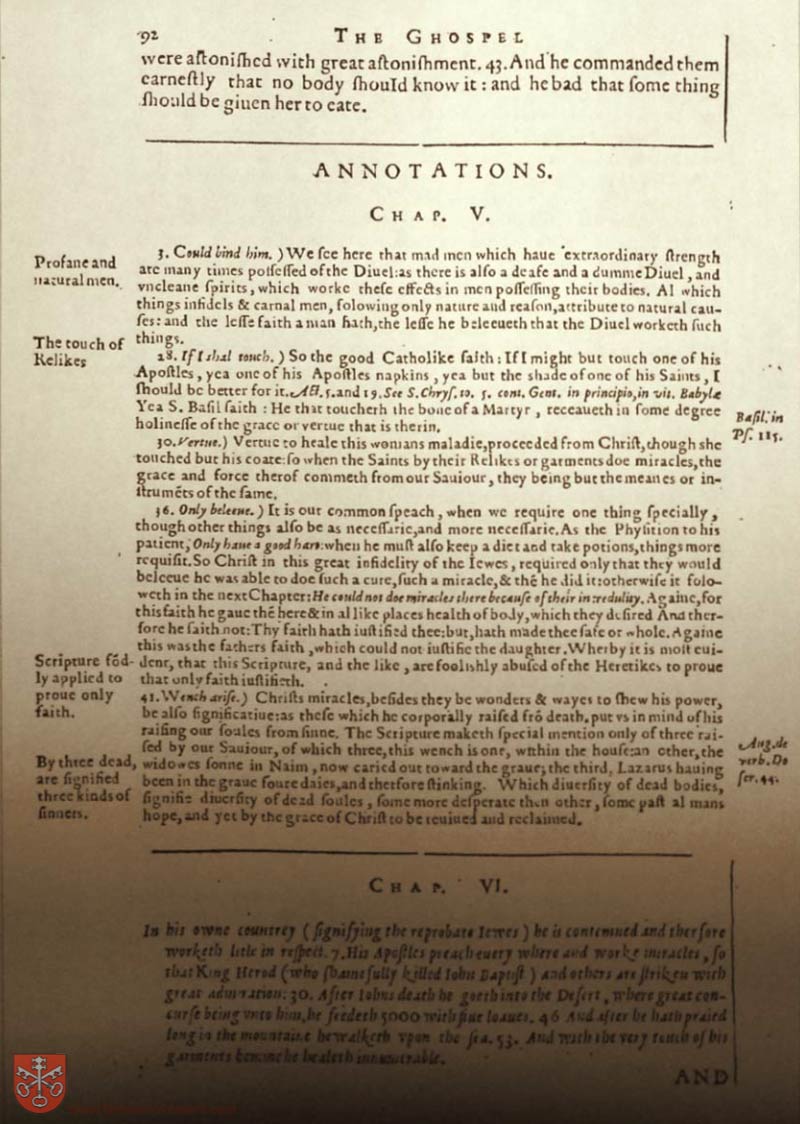 92 THE GHOSPEL
were aſtoniſhed with great aſtoniſhment. 43. And he commanded them
earneſtly that no body ſhould know it : and he bad that ſome thing
ſhould be giuen her to eate.
ANNOTATIONS.
CHAP. V.
Profane and
natural men.
3. Could bind him. ) We ſee here that mad men which haue extraordinary ſtrength
are many times poſſeſſed of the Diuel: as there is alſo a deafe and a dumme Diuel, and
vncleane ſpirits, which worke theſe effects in men poſſeſſing their bodies. Al which
things infidels & carnal men, folowing only nature and reaſon, attribute to natural cau-
ſes: and the leſſe faith a man hath, the leſſe he beleeueth that the Diuel worketh ſuch
things.
The touch of
Relikes
28. If I shal touch. ) So the good Catholike ſaith: If I might but touch one of his
Apoſtles, yea one of his Apoſtles napkins, yea but the shade of one of his Saints, I
ſhould be better for it. Act. 5. and 19. See S. Chryſ. to. 5. cont. Gent. in principio, in vit. Babylæ
Yea S. Baſil ſaith : He that toucheth the bone of a Martyr, receaueth in ſome degree
holineſſe of the grace or vertue that is therin.
Baſil. in
Pſ. 115.
30. Vertue. ) Vertue to heale this womans maladie, proceeded from Chriſt, though she
touched but his coate: ſo when the Saints by their Relikes or garments doe miracles, the
grace and force therof commeth from our Sauiour, they being but the meanes or in-
ſtrumẽts of the ſame.
36. Only beleeue. ) It is our common ſpeach, when we require one thing ſpecially,
though other things alſo be as neceſſarie, and more neceſſarie. As the Phyſition to his
patient, Only haue a good hart: when he muſt alſo keep a diet and take potions, things more
requiſit. So Chriſt in this great infidelity of the Iewes, required only that they would
beleeue he was able to doe ſuch a cure, ſuch a miracle, & thẽ he did it: otherwiſe it folo-
weth in the next Chapter: He could not doe miracles there becauſe of their incredulity. Againe, for
this faith he gaue thẽ here & in al like places health of body, which they deſired And ther-
fore he ſaith not: Thy faith hath iuſtified thee: but, hath made thee ſafe or whole. Againe
this was the fathers faith, which could not iuſtifie the daughter. Wherby it is moſt eui-
dent, that this Scripture, and the like, are foolishly abuſed of the Heretikes to proue
that only faith iuſtifieth.
Scripture fõd-
ly applied to
proue only
faith.
41. Wench ariſe. ) Chriſts miracles, beſides they be wonders & wayes to shew his power,
be alſo ſignificatiue: as theſe which he corporally raiſed frõ death, put vs in mind of his
raiſing our ſoules from ſinne. The Scripture maketh ſpecial mention only of three rai-
ſed by our Sauiour, of which three, this wench is one, within the houſe: an other, the
widowes ſonne in Naim, now caried out toward the graue; the third, Lazarus hauing
been in the graue foure daies, and therfore ſtinking. Which diuerſity of dead bodies,
ſignifie diuerſity of dead ſoules, ſome more deſperate then other, ſome paſt al mans
hope, and yet by the grace of Chriſt to be reuiued and reclaimed.
By three dead,
are ſignified
three kinds of
ſinners.
Aug. de
verb. Do
ſer. 44.
CHAP. VI.
In his owne countrey ( ſignifying the reprobate Iewes ) he is contemned and therfore
worketh litle in reſpect. 7. His Apoſtles preach euery where and worke miracles, ſo
that King Herod (who shamefully killed Iohn Baptiſt ) and others are ſtriken with
great admiration. 30. After Iohns death he goeth into the Deſert, where great con-
curſe being vnto him, he feedeth 5000 with fiue loaues. 46 And after he hath praied
long in the mountaine he walketh vpon the ſea. 53. And with the very touch of his
garments hemme he healeth innumerable.
AND